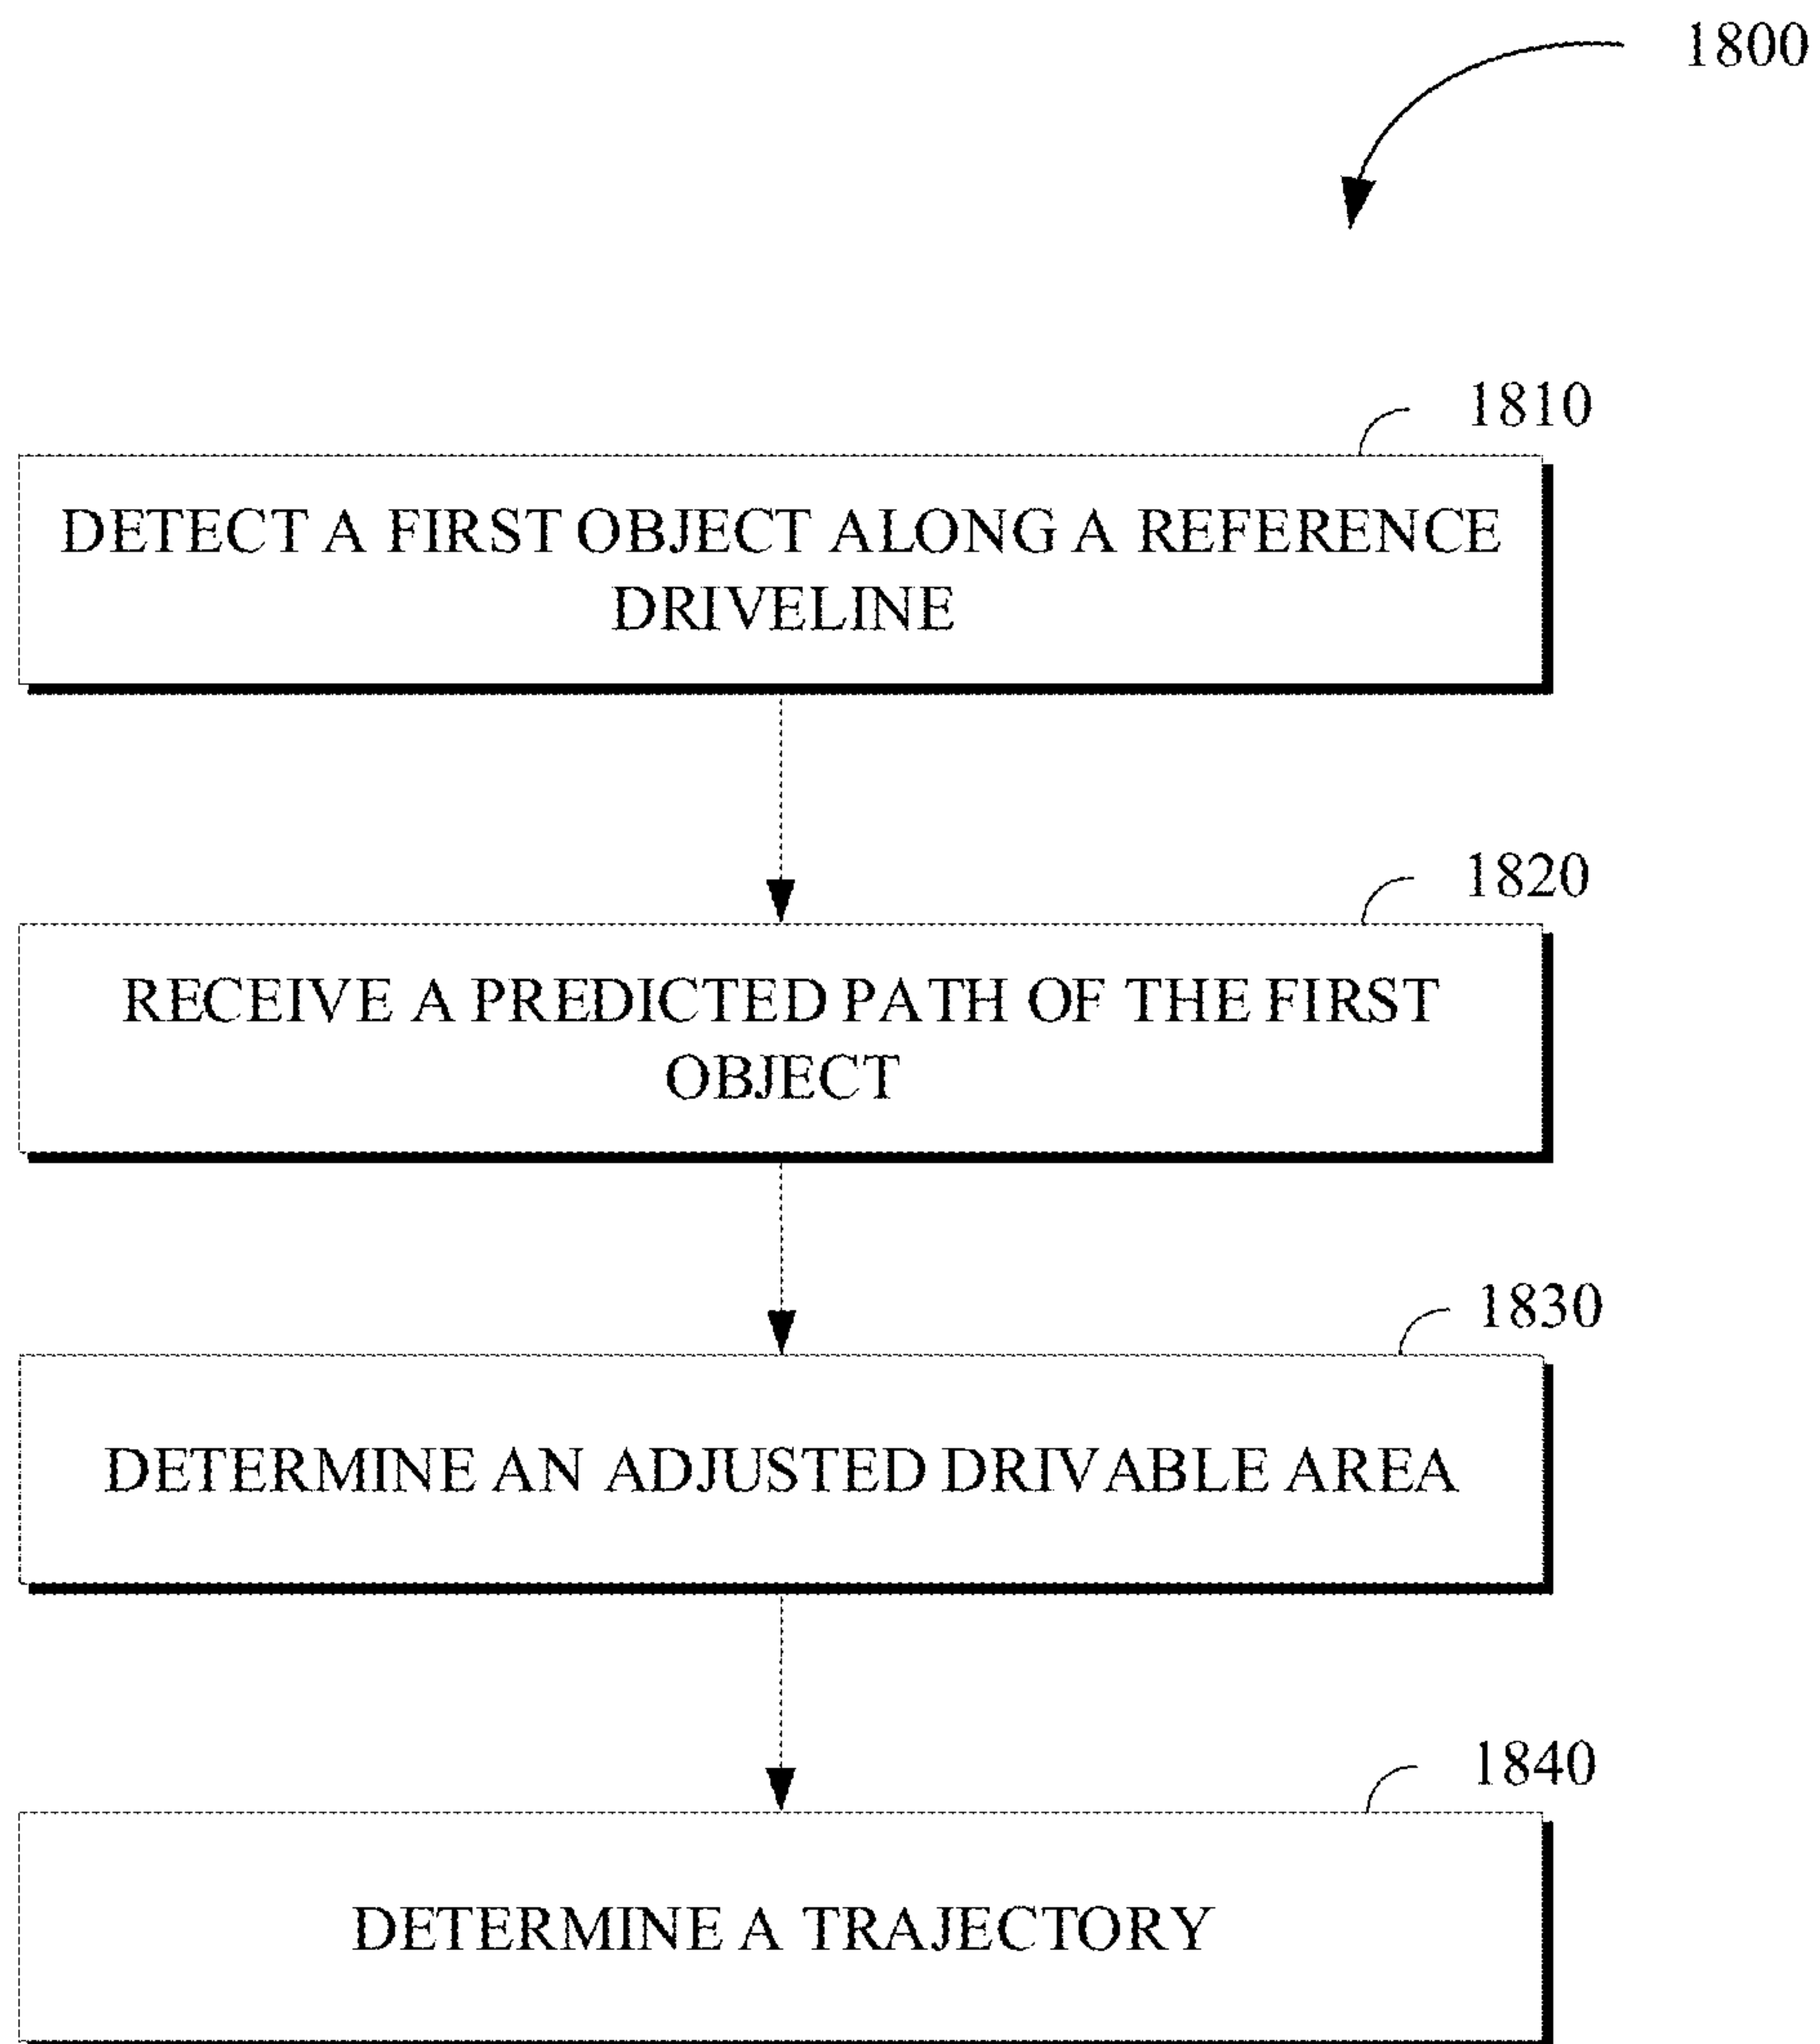 1800
1810
DETECT A FIRST OBJECT ALONG A REFERENCE
DRIVELINE
1820
RECEIVE A PREDICTED PATH OF THE FIRST
OBJECT
1830
DETERMINE AN ADJUSTED DRIVABLE AREA
1840
DETERMINE A TRAJECTORY